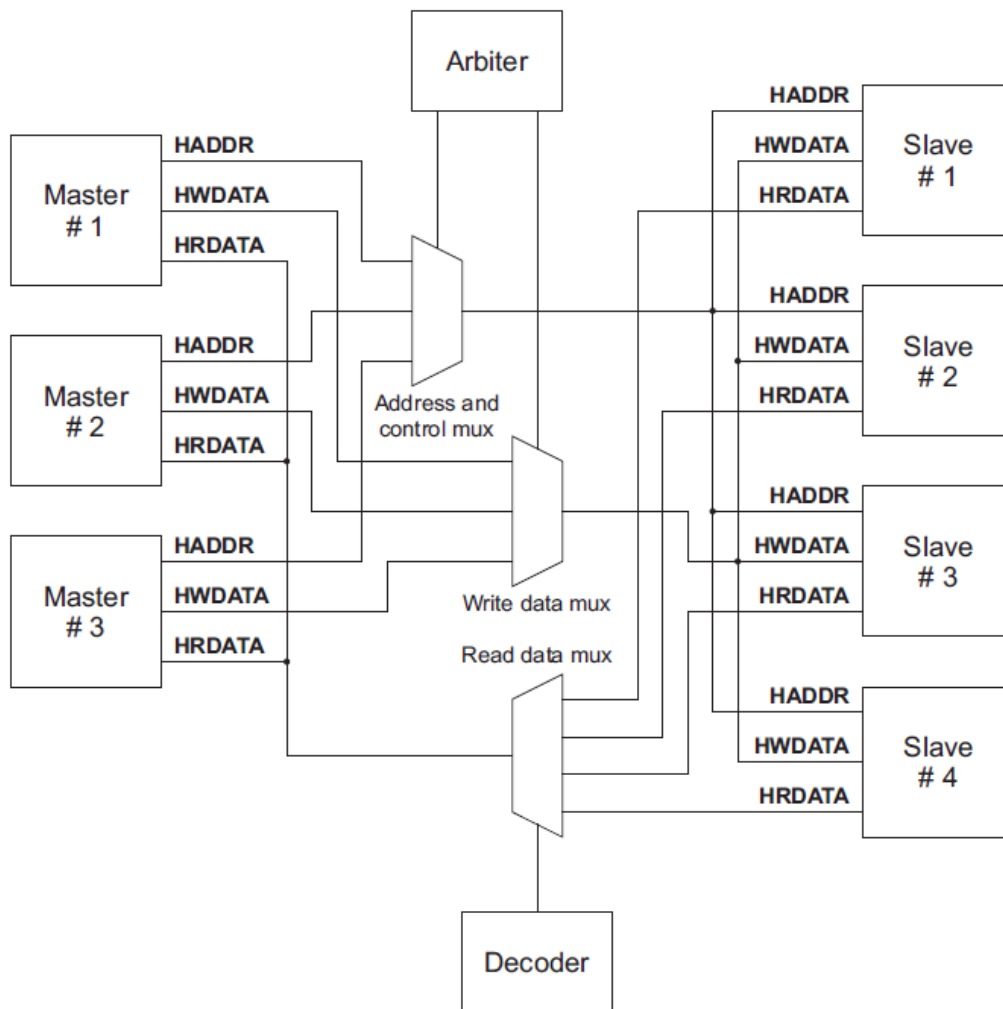 Arbiter
Master
# 1
HADDR
HWDATA
HRDATA
Master
# 2
HADDR
HWDATA
HRDATA
Master
# 3
HADDR
HWDATA
HRDATA
Address and
control mux
Write data mux
Read data mux
HADDR
HWDATA
HRDATA
Slave
# 1
HADDR
HWDATA
HRDATA
Slave
# 2
HADDR
HWDATA
HRDATA
Slave
# 3
HADDR
HWDATA
HRDATA
Slave
# 4
Decoder